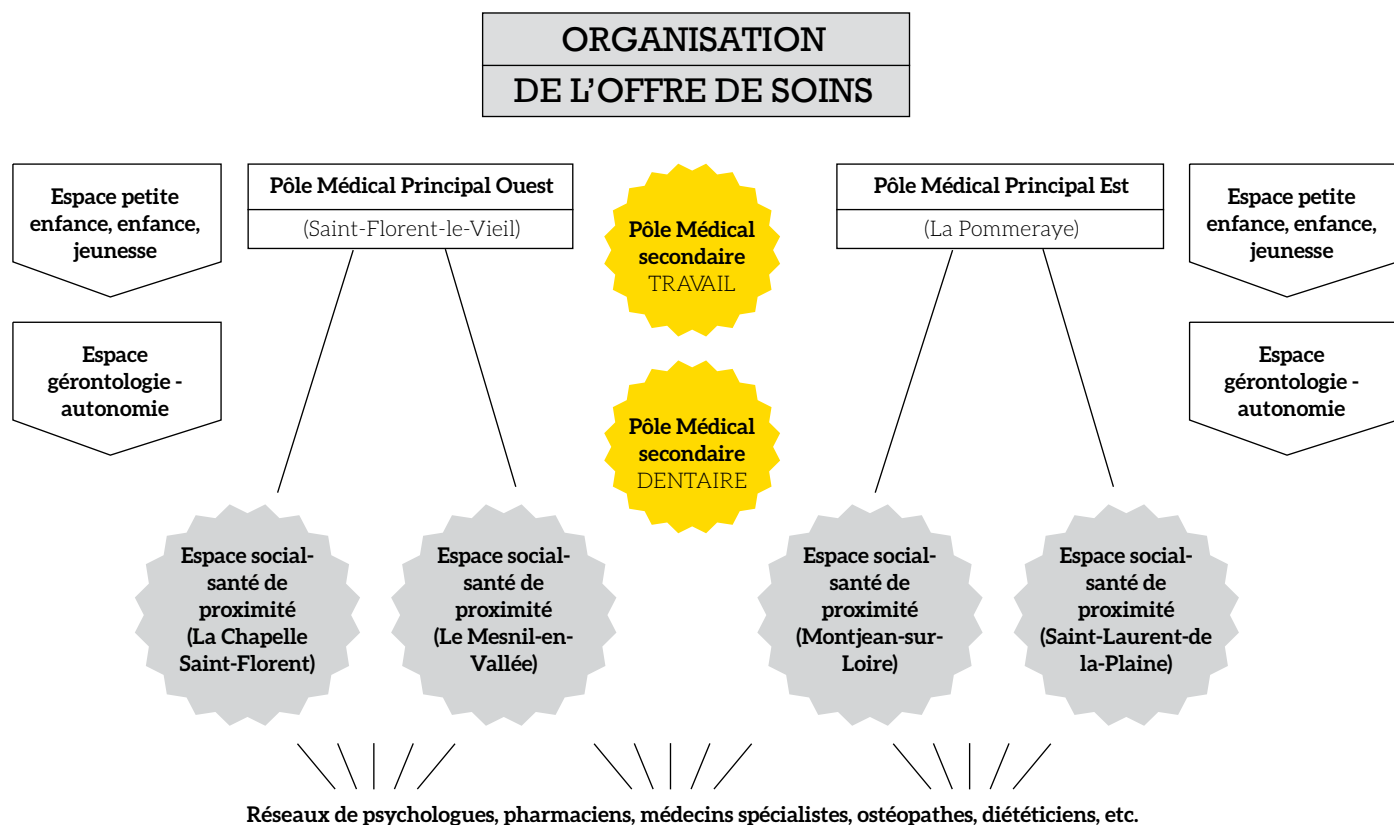 ORGANISATION
DE L'OFFRE DE SOINS
Espace petite
enfance, enfance,
jeunesse
Espace
gérontologie -
autonomie
Pôle Médical Principal Ouest
(Saint-Florent-le-Vieil)
Pôle Médical
secondaire
TRAVAIL
Pôle Médical
secondaire
DENTAIRE
Pôle Médical Principal Est
(La Pommeraye)
Espace petite
enfance, enfance,
jeunesse
Espace
gérontologie -
autonomie
Espace social-
santé de
proximité
(La Chapelle
Saint-Florent)
Espace social-
santé de
proximité
(Le Mesnil-en-
Vallée)
Espace social-
santé de
proximité
(Montjean-sur-
Loire)
Espace social-
santé de
proximité
(Saint-Laurent-de
la-Plaine)
Réseaux de psychologues, pharmaciens, médecins spécialistes, ostéopathes, diététiciens, etc.